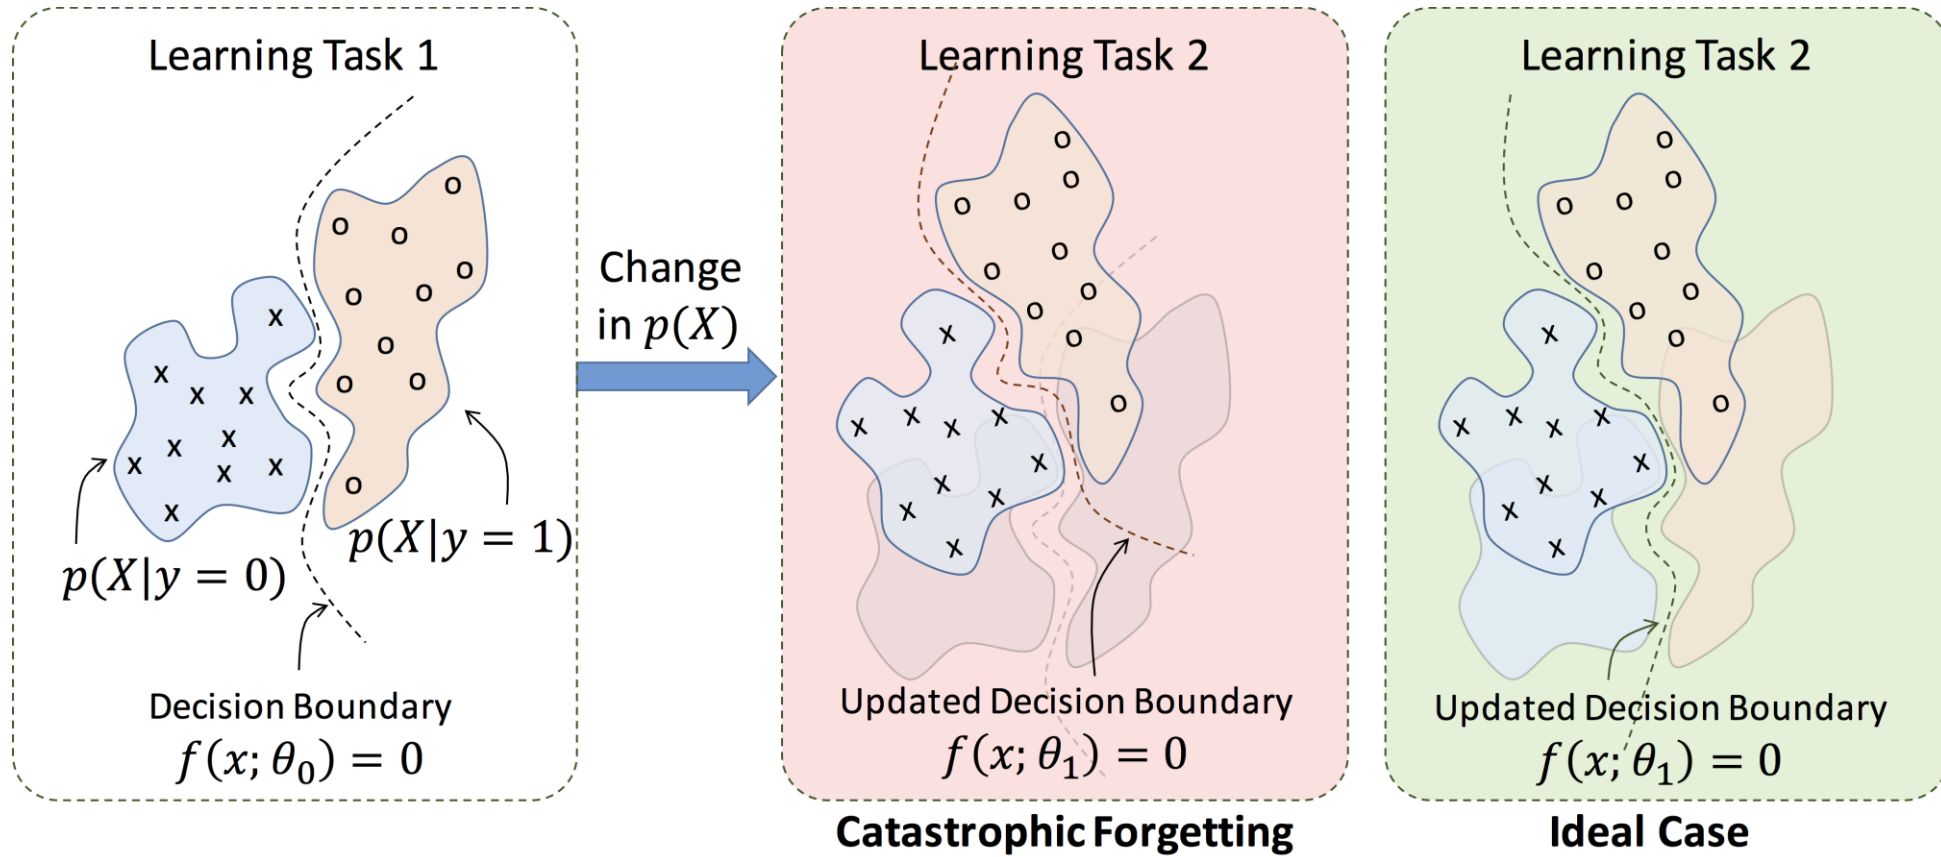 Learning Task 1
p(X|y = 0)
p(X|y = 1)
Decision Boundary
f(x; θ₀) = 0
Change
in p(X)
Learning Task 2
Updated Decision Boundary
f(x; θ₁) = 0
Catastrophic Forgetting
Learning Task 2
Updated Decision Boundary
f(x; θ₁) = 0
Ideal Case